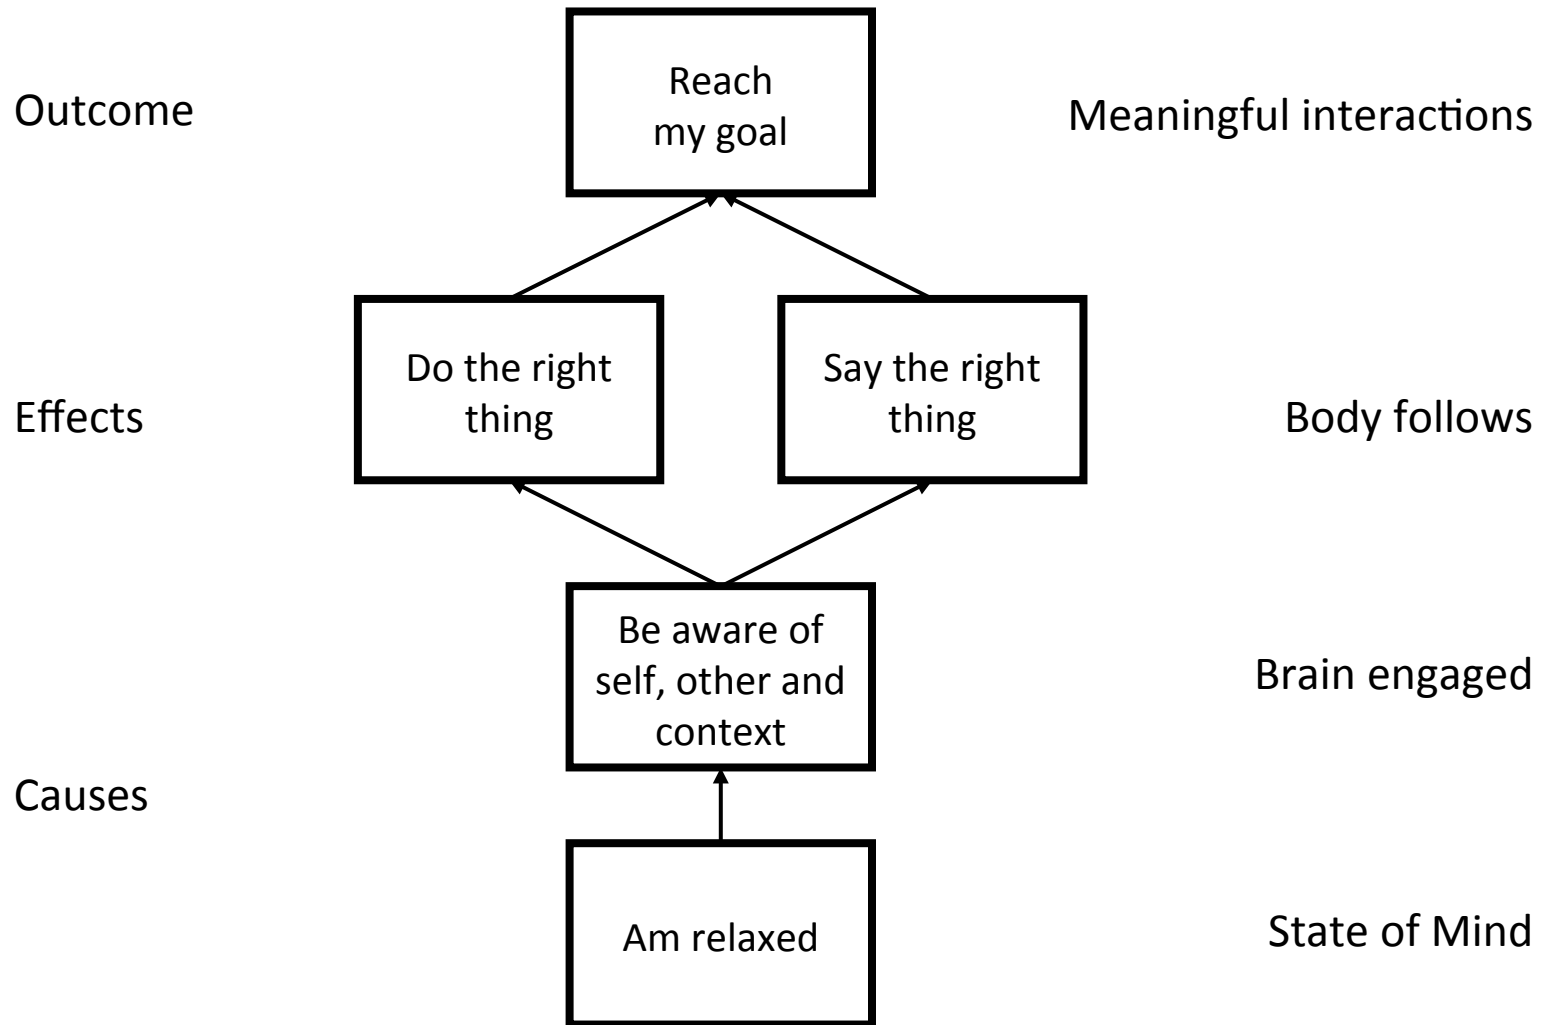 Reach
my goal
Outcome
Meaningful interactions
Do the right
thing
Say the right
thing
Effects
Body follows
Be aware of
self, other and
context
Brain engaged
Causes
Am relaxed
State of Mind